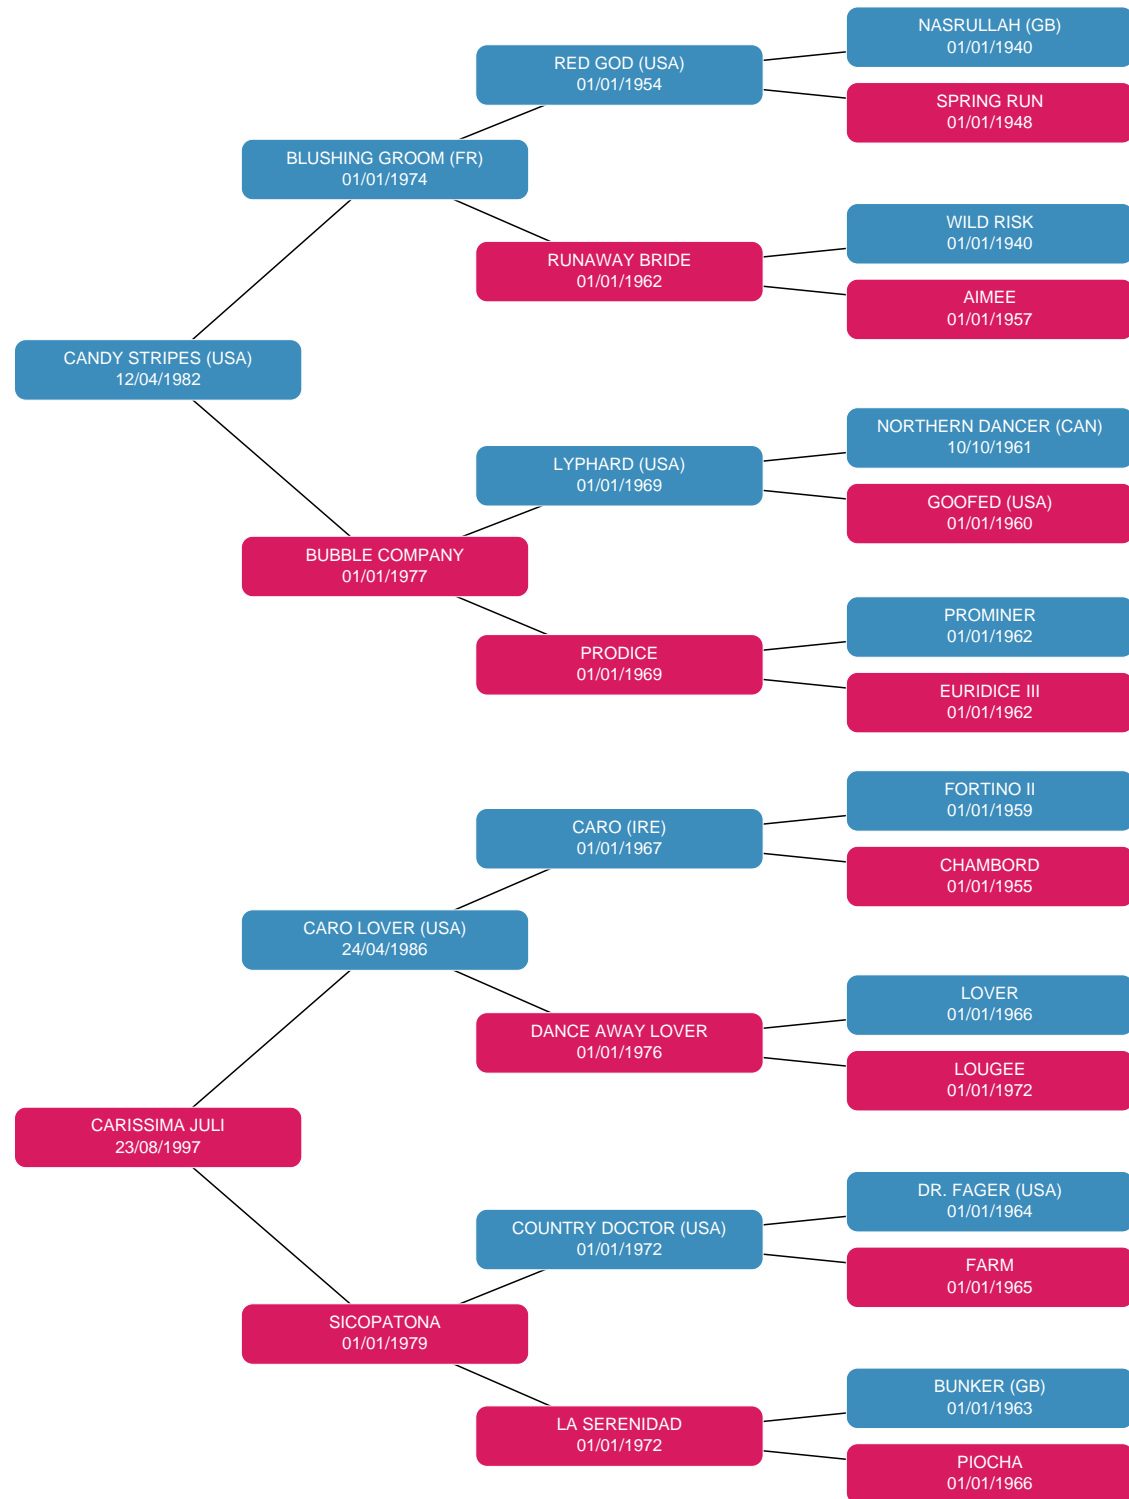 NASRULLAH (GB)
01/01/1940
RED GOD (USA)
01/01/1954
SPRING RUN
01/01/1948
BLUSHING GROOM (FR)
01/01/1974
WILD RISK
01/01/1940
RUNAWAY BRIDE
01/01/1962
AIMEE
01/01/1957
CANDY STRIPES (USA)
12/04/1982
NORTHERN DANCER (CAN)
10/10/1961
LYPHARD (USA)
01/01/1969
GOOFED (USA)
01/01/1960
BUBBLE COMPANY
01/01/1977
PROMINER
01/01/1962
PRODICE
01/01/1969
EURIDICE III
01/01/1962
FORTINO II
01/01/1959
CARO (IRE)
01/01/1967
CHAMBORD
01/01/1955
CARO LOVER (USA)
24/04/1986
LOVER
01/01/1966
DANCE AWAY LOVER
01/01/1976
LOUGEE
01/01/1972
CARISSIMA JULI
23/08/1997
DR. FAGER (USA)
01/01/1964
COUNTRY DOCTOR (USA)
01/01/1972
FARM
01/01/1965
SICOPATONA
01/01/1979
BUNKER (GB)
01/01/1963
LA SERENIDAD
01/01/1972
PIOCHA
01/01/1966